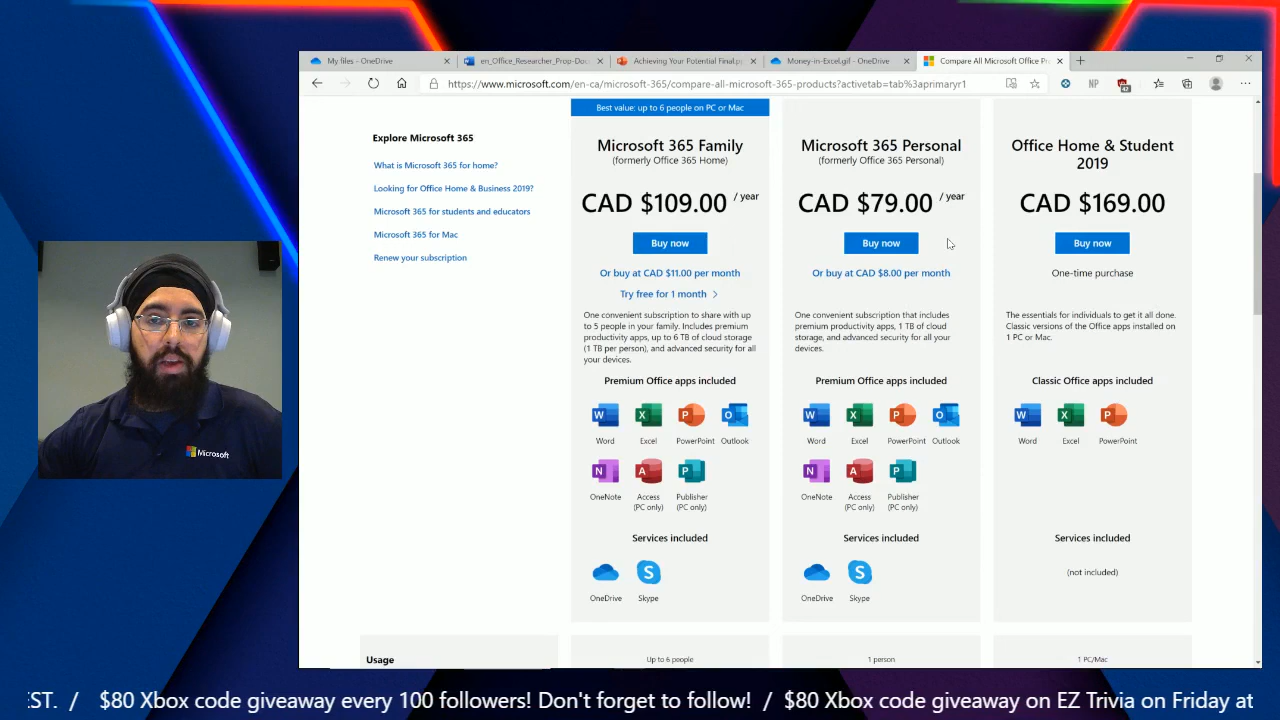 My files - OneDrive
en_Office_Researcher_Prop-Doc
Achieving Your Potential Final.p
Money-in-Excel.gif - OneDrive
Compare All Microsoft Office Pr
https://www.microsoft.com/en-ca/microsoft-365/compare-all-microsoft-365-products?activetab=tab%3aprimaryr1
NP
42
Best value: up to 6 people on PC or Mac
Explore Microsoft 365
What is Microsoft 365 for home?
Looking for Office Home & Business 2019?
Microsoft 365 for students and educators
Microsoft 365 for Mac
Renew your subscription
Microsoft 365 Family
(formerly Office 365 Home)
CAD $109.00 / year
Buy now
Or buy at CAD $11.00 per month
Try free for 1 month
One convenient subscription to share with up
to 5 people in your family. Includes premium
productivity apps, up to 6 TB of cloud storage
(1 TB per person), and advanced security for all
your devices.
Premium Office apps included
Word
Excel
PowerPoint
Outlook
OneNote
Access
(PC only)
Publisher
(PC only)
Services included
OneDrive
Skype
Microsoft 365 Personal
(formerly Office 365 Personal)
CAD $79.00 / year
Buy now
Or buy at CAD $8.00 per month
One convenient subscription that includes
premium productivity apps, 1 TB of cloud
storage, and advanced security for all your
devices.
Premium Office apps included
Word
Excel
PowerPoint
Outlook
OneNote
Access
(PC only)
Publisher
(PC only)
Services included
OneDrive
Skype
Office Home & Student
2019
CAD $169.00
Buy now
One-time purchase
The essentials for individuals to get it all done.
Classic versions of the Office apps installed on
1 PC or Mac.
Classic Office apps included
Word
Excel
PowerPoint
Services included
(not included)
Usage
Up to 6 people
1 person
1 PC/Mac
Microsoft
EST. / $80 Xbox code giveaway every 100 followers! Don't forget to follow! / $80 Xbox code giveaway on EZ Trivia on Friday at